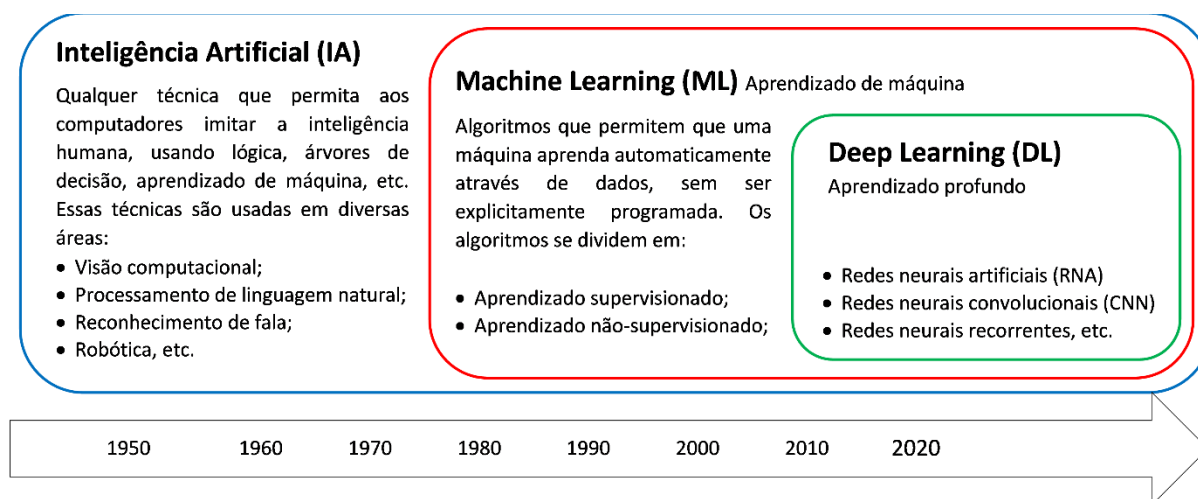 Inteligência Artificial (IA)
Qualquer técnica que permita aos
computadores imitar a inteligência
humana, usando lógica, árvores de
decisão, aprendizado de máquina, etc.
Essas técnicas são usadas em diversas
áreas:
• Visão computacional;
• Processamento de linguagem natural;
• Reconhecimento de fala;
• Robótica, etc.
Machine Learning (ML) Aprendizado de máquina
Algoritmos que permitem que uma
máquina aprenda automaticamente
através de dados, sem ser
explicitamente programada. Os
algoritmos se dividem em:
• Aprendizado supervisionado;
• Aprendizado não-supervisionado;
Deep Learning (DL)
Aprendizado profundo
• Redes neurais artificiais (RNA)
• Redes neurais convolucionais (CNN)
• Redes neurais recorrentes, etc.
1950 1960 1970 1980 1990 2000 2010 2020